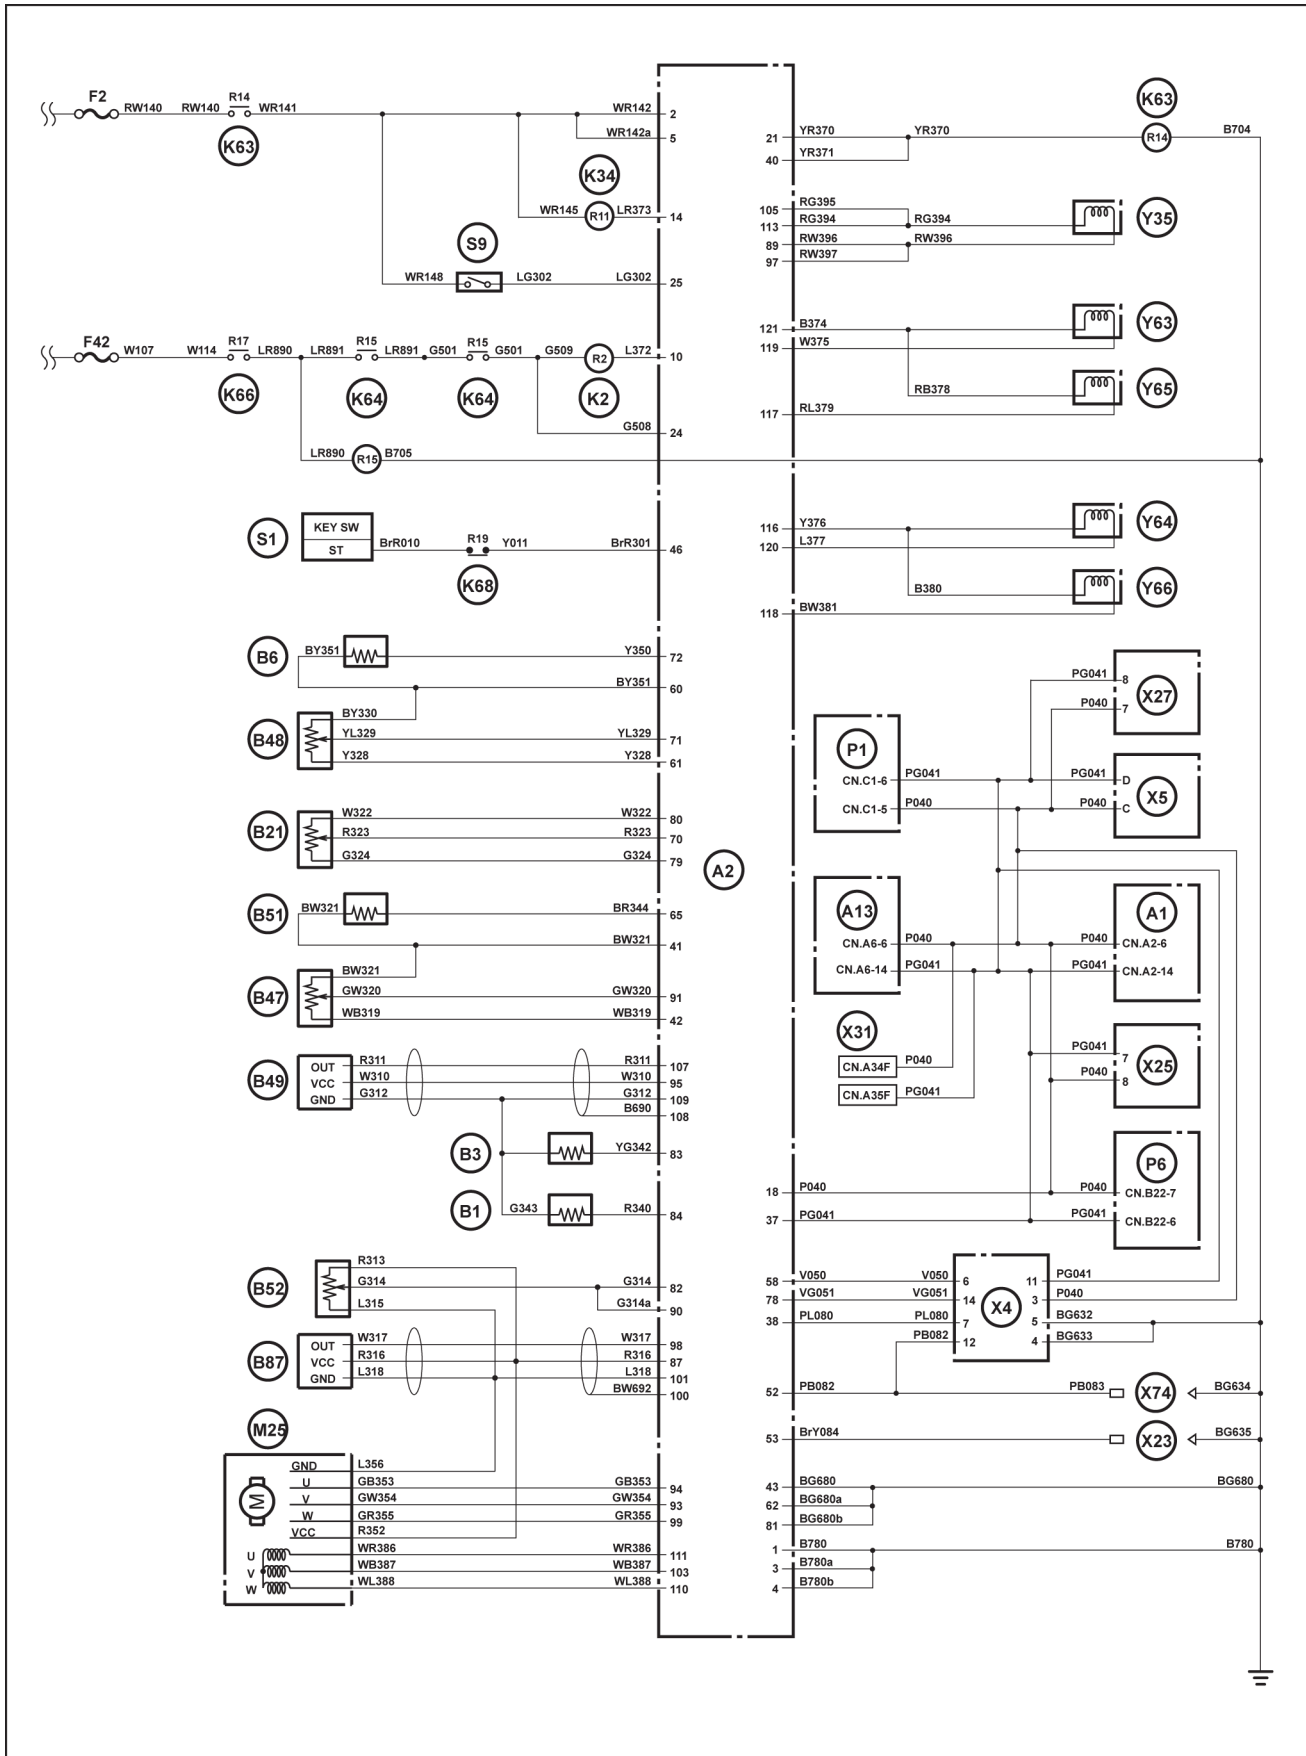 F2
RW140 RW140 R14 WR141 WR142 2
K63
WR142a 5
K34
WR145 R11 LR373 14
S9
WR148 LG302 LG302 25
F42
W107 W114 R17 LR890 LR891 R15 LR891 G501 R15 G501 G509 R2 L372 10
K66 K64 K64 K2
G508 24
LR890 R15 B705
S1
KEY SW
ST
BrR010 R19 Y011 BrR301 46
K68
B6
BY351 Y350 72
BY351 60
B48
BY330
YL329 YL329 71
Y328 Y328 61
B21
W322 W322 80
R323 R323 70
G324 G324 79
B51
BW321 BR344 65
BW321 41
B47
BW321
GW320 GW320 91
WB319 WB319 42
B49
OUT R311 R311 107
VCC W310 W310 95
GND G312 G312 109
B690 108
B3
YG342 83
B1
G343 R340 84
B52
R313
G314 G314 82
L315 G314a 90
B87
OUT W317 W317 98
VCC R316 R316 87
GND L318 L318 101
BW692 100
M25
M
GND L356
U GB353 GB353 94
V GW354 GW354 93
W GR355 GR355 99
VCC R352
U WR386 WR386 111
V WB387 WB387 103
W WL388 WL388 110
A2
K63
21 YR370 YR370 R14 B704
40 YR371
105 RG395
113 RG394 RG394
Y35
89 RW396 RW396
97 RW397
121 B374
Y63
119 W375
RB378
Y65
117 RL379
116 Y376
Y64
120 L377
B380
Y66
118 BW381
PG041 8
X27
P040 7
P1
CN.C1-6 PG041 PG041 D
X5
CN.C1-5 P040 P040 C
A13
A1
CN.A6-6 P040 P040 CN.A2-6
CN.A6-14 PG041 PG041 CN.A2-14
X31
CN.A34F P040
CN.A35F PG041
PG041 7
X25
P040 8
P6
18 P040 P040 CN.B22-7
37 PG041 PG041 CN.B22-6
58 V050 V050 6 11 PG041
78 VG051 VG051 14 X4 3 P040
38 PL080 PL080 7 5 BG632
PB082 12 4 BG633
52 PB082 PB083 X74 BG634
53 BrY084 X23 BG635
43 BG680 BG680
62 BG680a
81 BG680b
1 B780 B780
3 B780a
4 B780b